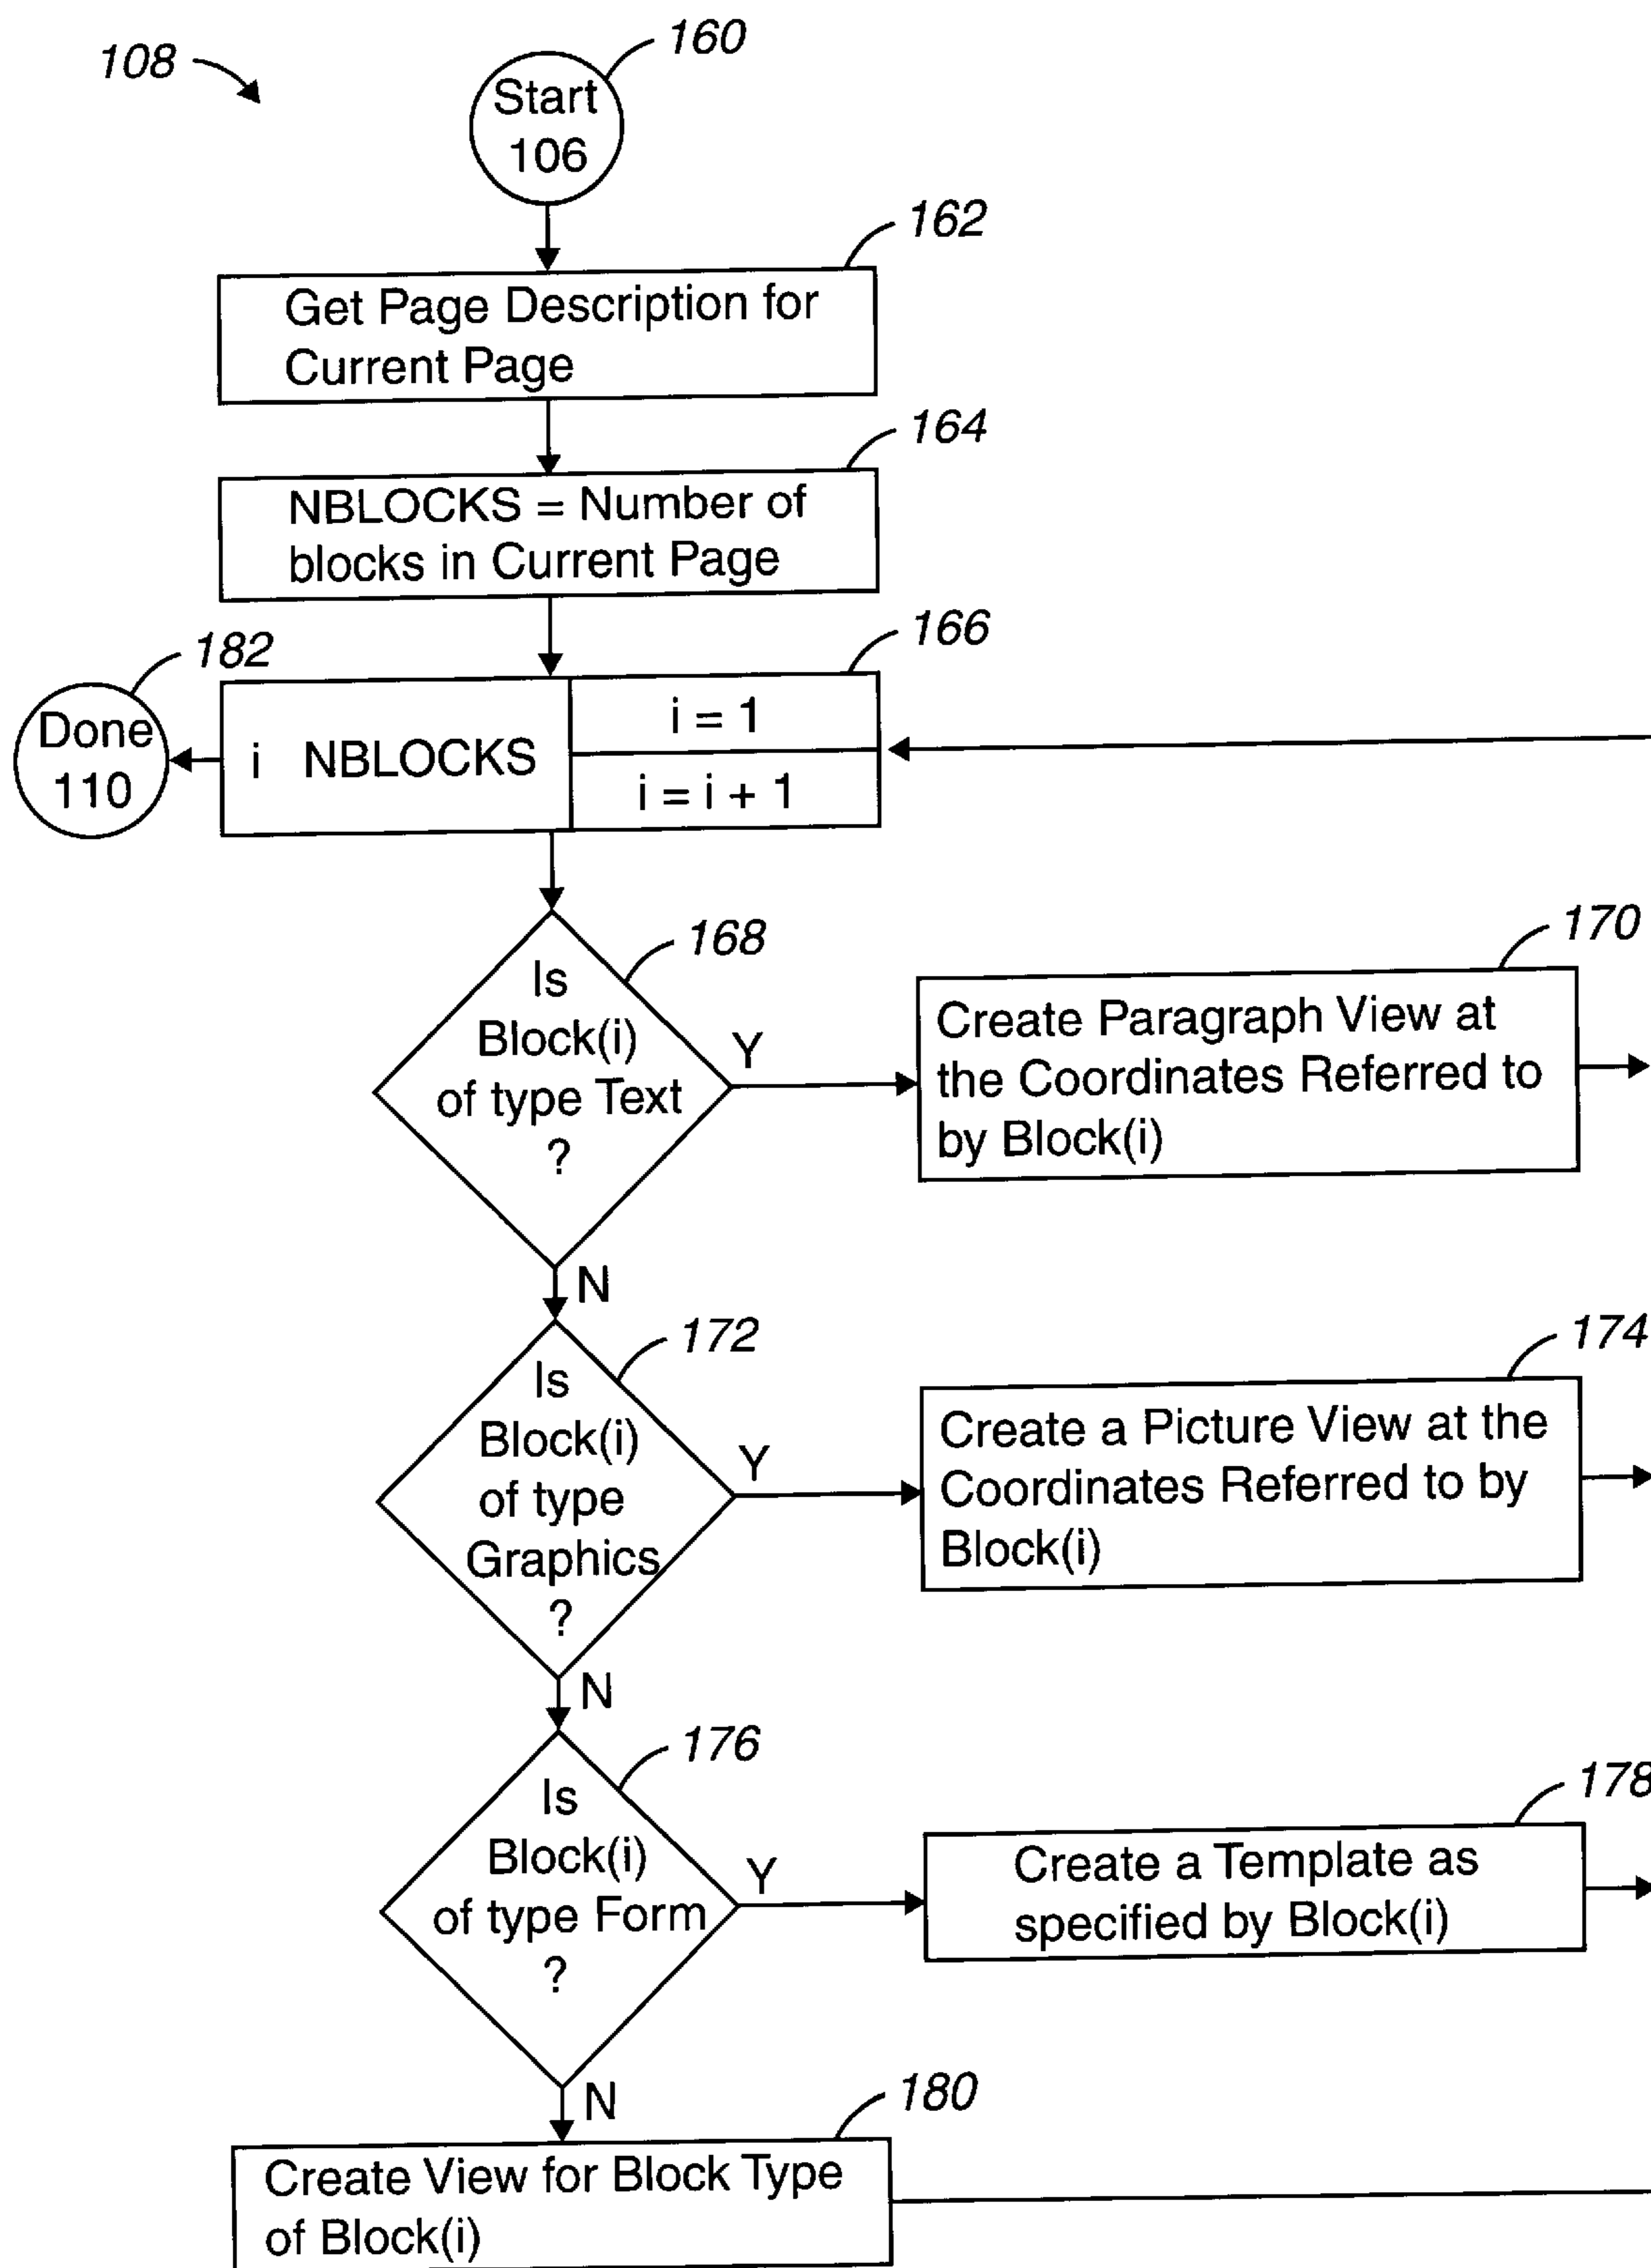 108
160
Start
106
162
Get Page Description for
Current Page
164
NBLOCKS = Number of
blocks in Current Page
166
182
Done
110
i NBLOCKS
i = 1
i = i + 1
168
Is
Block(i)
of type Text
?
Y
170
Create Paragraph View at
the Coordinates Referred to
by Block(i)
N
172
Is
Block(i)
of type
Graphics
?
Y
174
Create a Picture View at the
Coordinates Referred to by
Block(i)
N
176
Is
Block(i)
of type Form
?
Y
178
Create a Template as
specified by Block(i)
N
180
Create View for Block Type
of Block(i)